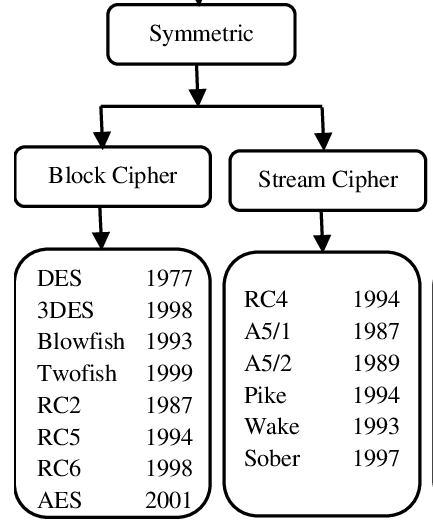 Symmetric
Block Cipher
Stream Cipher
DES 1977
3DES 1998
Blowfish 1993
Twofish 1999
RC2 1987
RC5 1994
RC6 1998
AES 2001
RC4 1994
A5/1 1987
A5/2 1989
Pike 1994
Wake 1993
Sober 1997